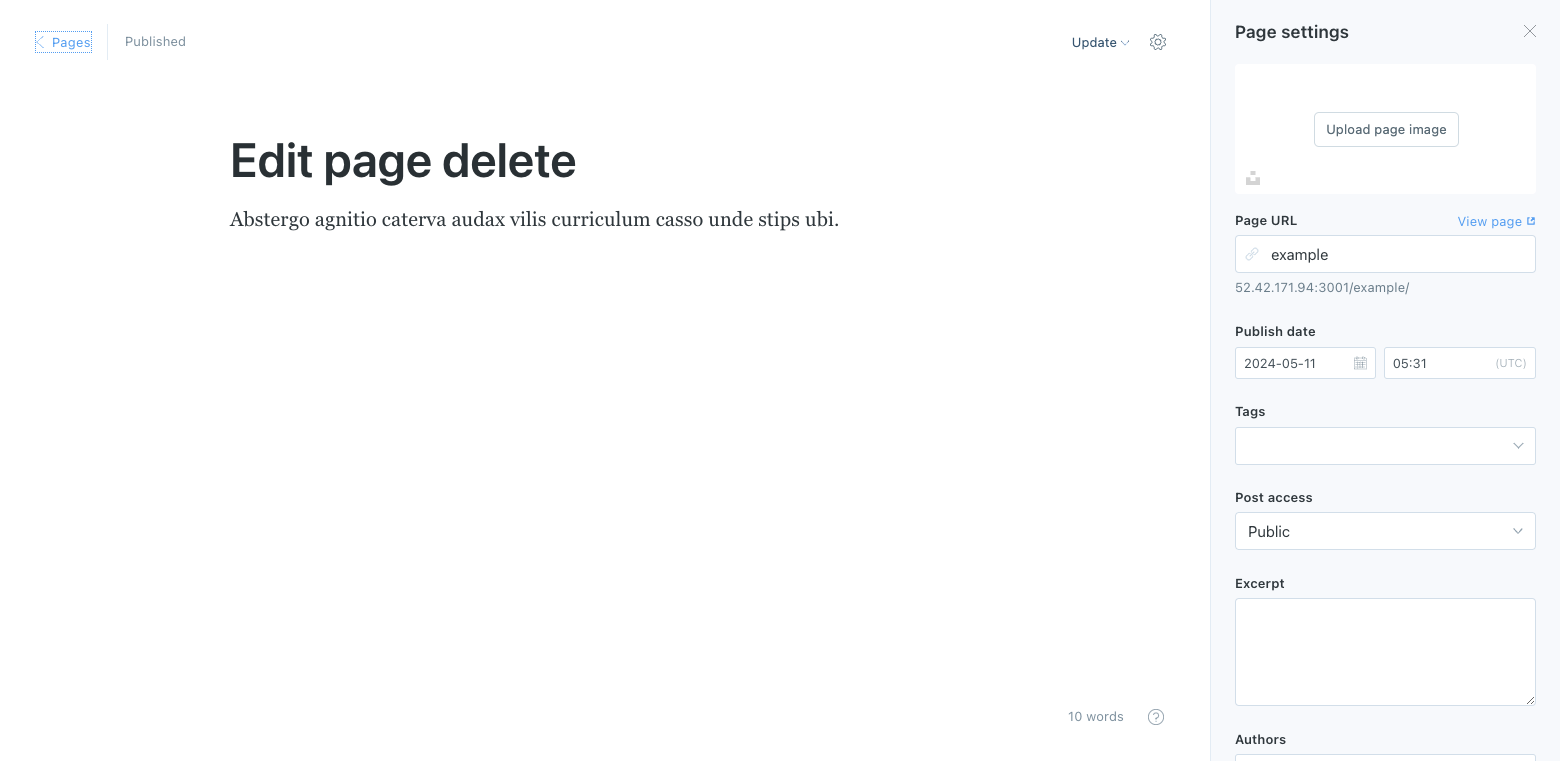 Pages
Published
Update
Edit page delete
Abstergo agnitio caterva audax vilis curriculum casso unde stips ubi.
10 words
?
Page settings
Upload page image
Page URL
View page
example
52.42.171.94:3001/example/
Publish date
2024-05-11
05:31
(UTC)
Tags
Post access
Public
Excerpt
Authors